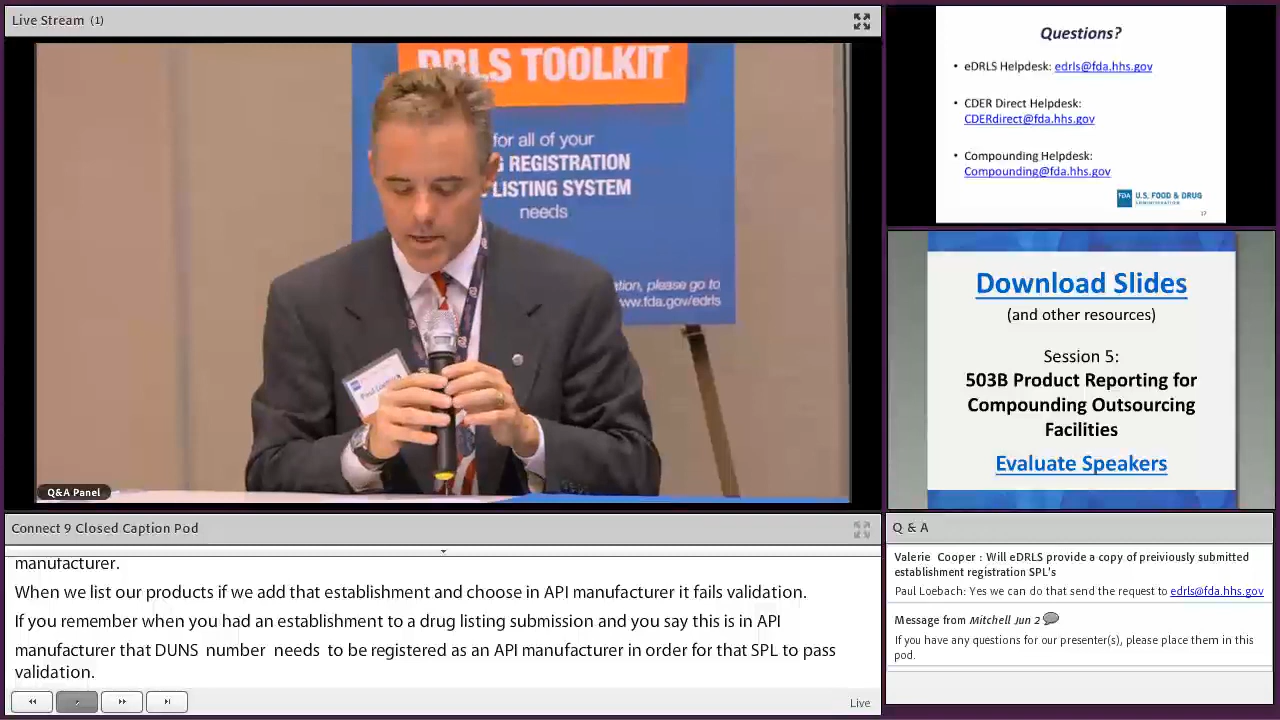 Live Stream (1)
DRLS TOOLKIT
for all of your
G REGISTRATION
LISTING SYSTEM
needs
ation, please go to
www.fda.gov/edrls
Paul
Q&A Panel
Questions?
• eDRLS Helpdesk: edrls@fda.hhs.gov
• CDER Direct Helpdesk:
CDERdirect@fda.hhs.gov
• Compounding Helpdesk:
Compounding@fda.hhs.gov
FDA U.S. FOOD & DRUG
ADMINISTRATION
17
Download Slides
(and other resources)
Session 5:
503B Product Reporting for
Compounding Outsourcing
Facilities
Evaluate Speakers
Connect 9 Closed Caption Pod
manufacturer.
When we list our products if we add that establishment and choose in API manufacturer it fails validation.
If you remember when you had an establishment to a drug listing submission and you say this is in API
manufacturer that DUNS number needs to be registered as an API manufacturer in order for that SPL to pass
validation.
Live
Q & A
Valerie Cooper : Will eDRLS provide a copy of preiviously submitted
establishment registration SPL's
Paul Loebach: Yes we can do that send the request to edrls@fda.hhs.gov
Message from Mitchell Jun 2
If you have any questions for our presenter(s), please place them in this
pod.